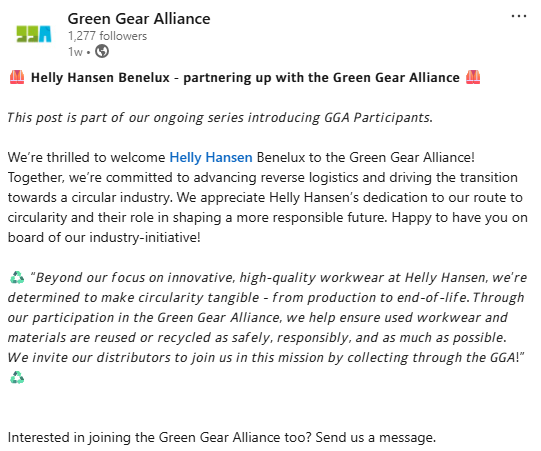 Green Gear Alliance
1,277 followers
1w •
🦺 Helly Hansen Benelux - partnering up with the Green Gear Alliance 🦺
This post is part of our ongoing series introducing GGA Participants.
We're thrilled to welcome Helly Hansen Benelux to the Green Gear Alliance!
Together, we're committed to advancing reverse logistics and driving the transition
towards a circular industry. We appreciate Helly Hansen's dedication to our route to
circularity and their role in shaping a more responsible future. Happy to have you on
board of our industry-initiative!
♻️ "Beyond our focus on innovative, high-quality workwear at Helly Hansen, we're
determined to make circularity tangible - from production to end-of-life. Through
our participation in the Green Gear Alliance, we help ensure used workwear and
materials are reused or recycled as safely, responsibly, and as much as possible.
We invite our distributors to join us in this mission by collecting through the GGA!"
♻️
Interested in joining the Green Gear Alliance too? Send us a message.